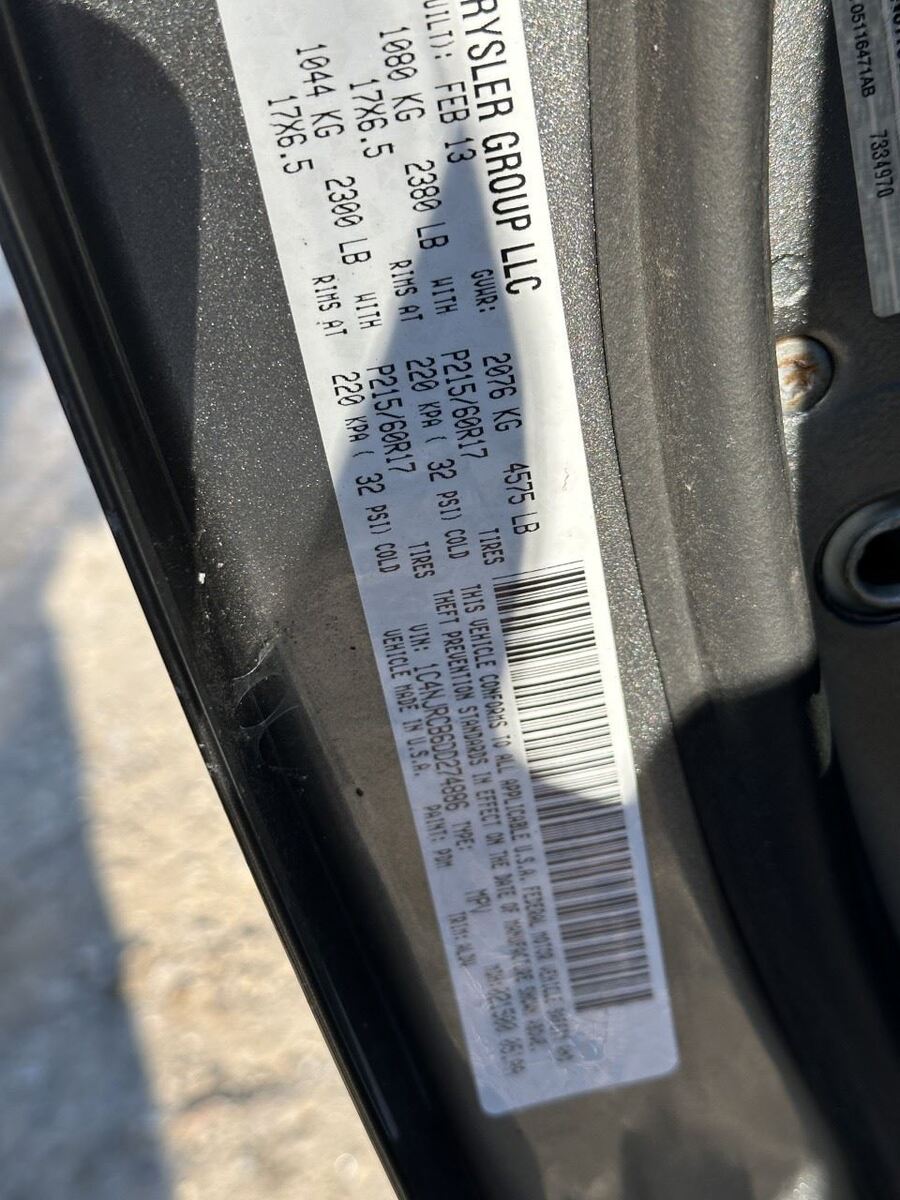 RYSLER GROUP LLC
UILT): FEB 13 GVWR: 2076 KG 4575 LB
1080 KG 2380 LB WITH P215/60R17 TIRES
17X6.5 RIMS AT 220 KPA ( 32 PSI) COLD
1044 KG 2300 LB WITH P215/60R17 TIRES
17X6.5 RIMS AT 220 KPA ( 32 PSI) COLD
THIS VEHICLE CONFORMS TO ALL APPLICABLE U.S.A. FEDERAL MOTOR VEHICLE SAFETY AND
THEFT PREVENTION STANDARDS IN EFFECT ON THE DATE OF MANUFACTURE SHOWN ABOVE.
VIN: 1C4NJRCB6DD274886 TYPE: MPV
VEHICLE MADE IN U.S.A. PAINT: PDM TRIM:
05116471AB
7334970